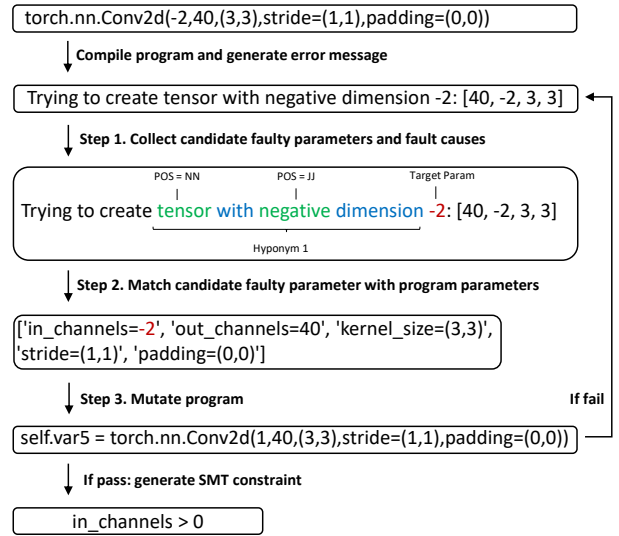 torch.nn.Conv2d(-2,40,(3,3),stride=(1,1),padding=(0,0))
Compile program and generate error message
Trying to create tensor with negative dimension -2: [40, -2, 3, 3]
Step 1. Collect candidate faulty parameters and fault causes
POS = NN POS = JJ Target Param
Trying to create tensor with negative dimension -2: [40, -2, 3, 3]
Hyponym 1
Step 2. Match candidate faulty parameter with program parameters
['in_channels=-2', 'out_channels=40', 'kernel_size=(3,3)',
'stride=(1,1)', 'padding=(0,0)']
Step 3. Mutate program
If fail
self.var5 = torch.nn.Conv2d(1,40,(3,3),stride=(1,1),padding=(0,0))
If pass: generate SMT constraint
in_channels > 0